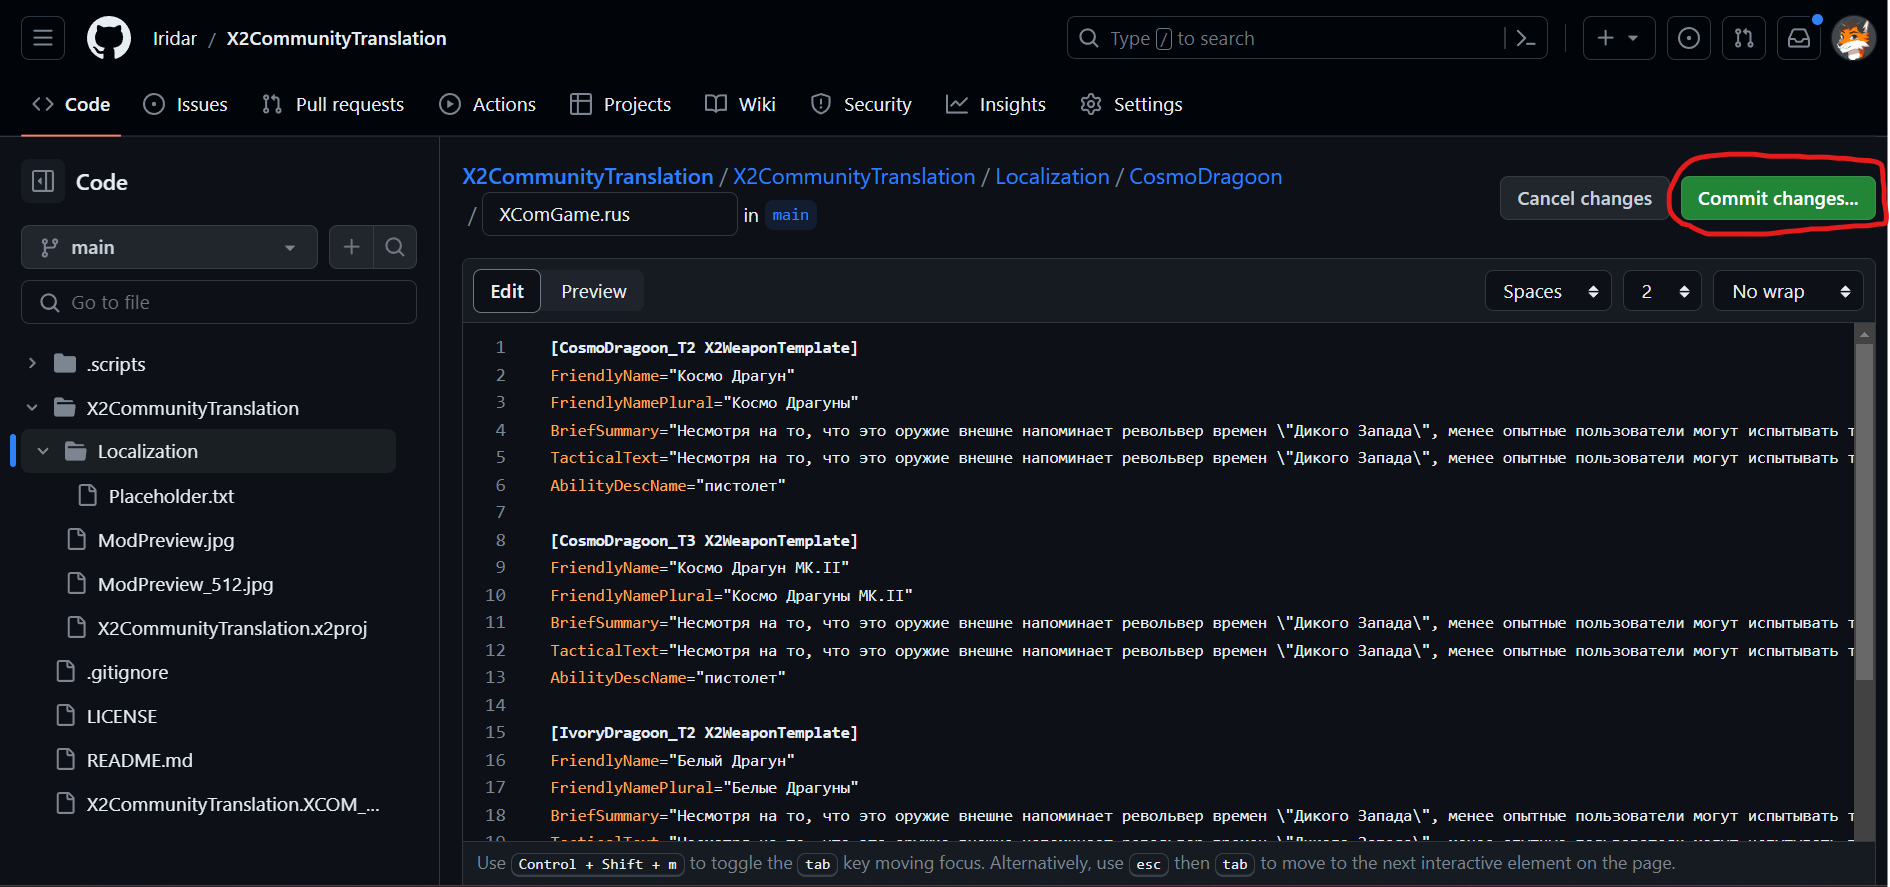 Iridar / X2CommunityTranslation
Type / to search
Code
Issues
Pull requests
Actions
Projects
Wiki
Security
Insights
Settings
Code
main
Go to file
.scripts
X2CommunityTranslation
Localization
Placeholder.txt
ModPreview.jpg
ModPreview_512.jpg
X2CommunityTranslation.x2proj
.gitignore
LICENSE
README.md
X2CommunityTranslation.XCOM_...
X2CommunityTranslation / X2CommunityTranslation / Localization / CosmoDragoon
/ XComGame.rus in main
Cancel changes
Commit changes...
Edit
Preview
Spaces
2
No wrap
1 [CosmoDragoon_T2 X2WeaponTemplate]
2 FriendlyName="Космо Драгун"
3 FriendlyNamePlural="Космо Драгуны"
4 BriefSummary="Несмотря на то, что это оружие внешне напоминает револьвер времен \"Дикого Запада\", менее опытные пользователи могут испытывать т
5 TacticalText="Несмотря на то, что это оружие внешне напоминает револьвер времен \"Дикого Запада\", менее опытные пользователи могут испытывать т
6 AbilityDescName="пистолет"
7
8 [CosmoDragoon_T3 X2WeaponTemplate]
9 FriendlyName="Космо Драгун МК.II"
10 FriendlyNamePlural="Космо Драгуны МК.II"
11 BriefSummary="Несмотря на то, что это оружие внешне напоминает револьвер времен \"Дикого Запада\", менее опытные пользователи могут испытывать т
12 TacticalText="Несмотря на то, что это оружие внешне напоминает револьвер времен \"Дикого Запада\", менее опытные пользователи могут испытывать т
13 AbilityDescName="пистолет"
14
15 [IvoryDragoon_T2 X2WeaponTemplate]
16 FriendlyName="Белый Драгун"
17 FriendlyNamePlural="Белые Драгуны"
18 BriefSummary="Несмотря на то, что это оружие внешне напоминает револьвер времен \"Дикого Запада\", менее опытные пользователи могут испытывать т
Use Control + Shift + m to toggle the tab key moving focus. Alternatively, use esc then tab to move to the next interactive element on the page.